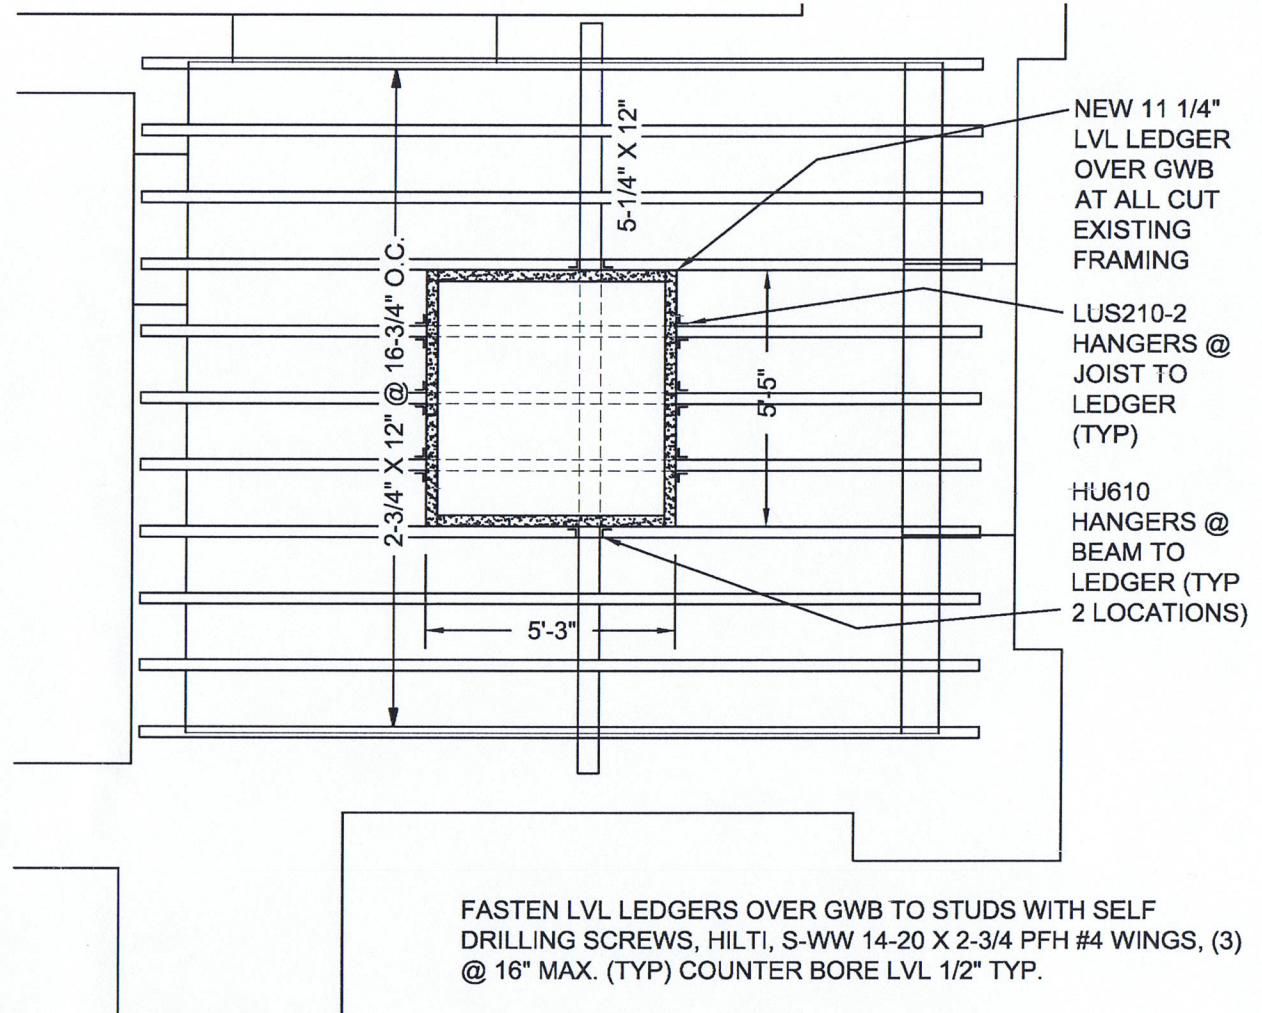 5-1/4" X 12"
2-3/4" X 12" @ 16-3/4" O.C.
5'-5"
5'-3"
NEW 11 1/4"
LVL LEDGER
OVER GWB
AT ALL CUT
EXISTING
FRAMING
LUS210-2
HANGERS @
JOIST TO
LEDGER
(TYP)
HU610
HANGERS @
BEAM TO
LEDGER (TYP
2 LOCATIONS)
FASTEN LVL LEDGERS OVER GWB TO STUDS WITH SELF
DRILLING SCREWS, HILTI, S-WW 14-20 X 2-3/4 PFH #4 WINGS, (3)
@ 16" MAX. (TYP) COUNTER BORE LVL 1/2" TYP.